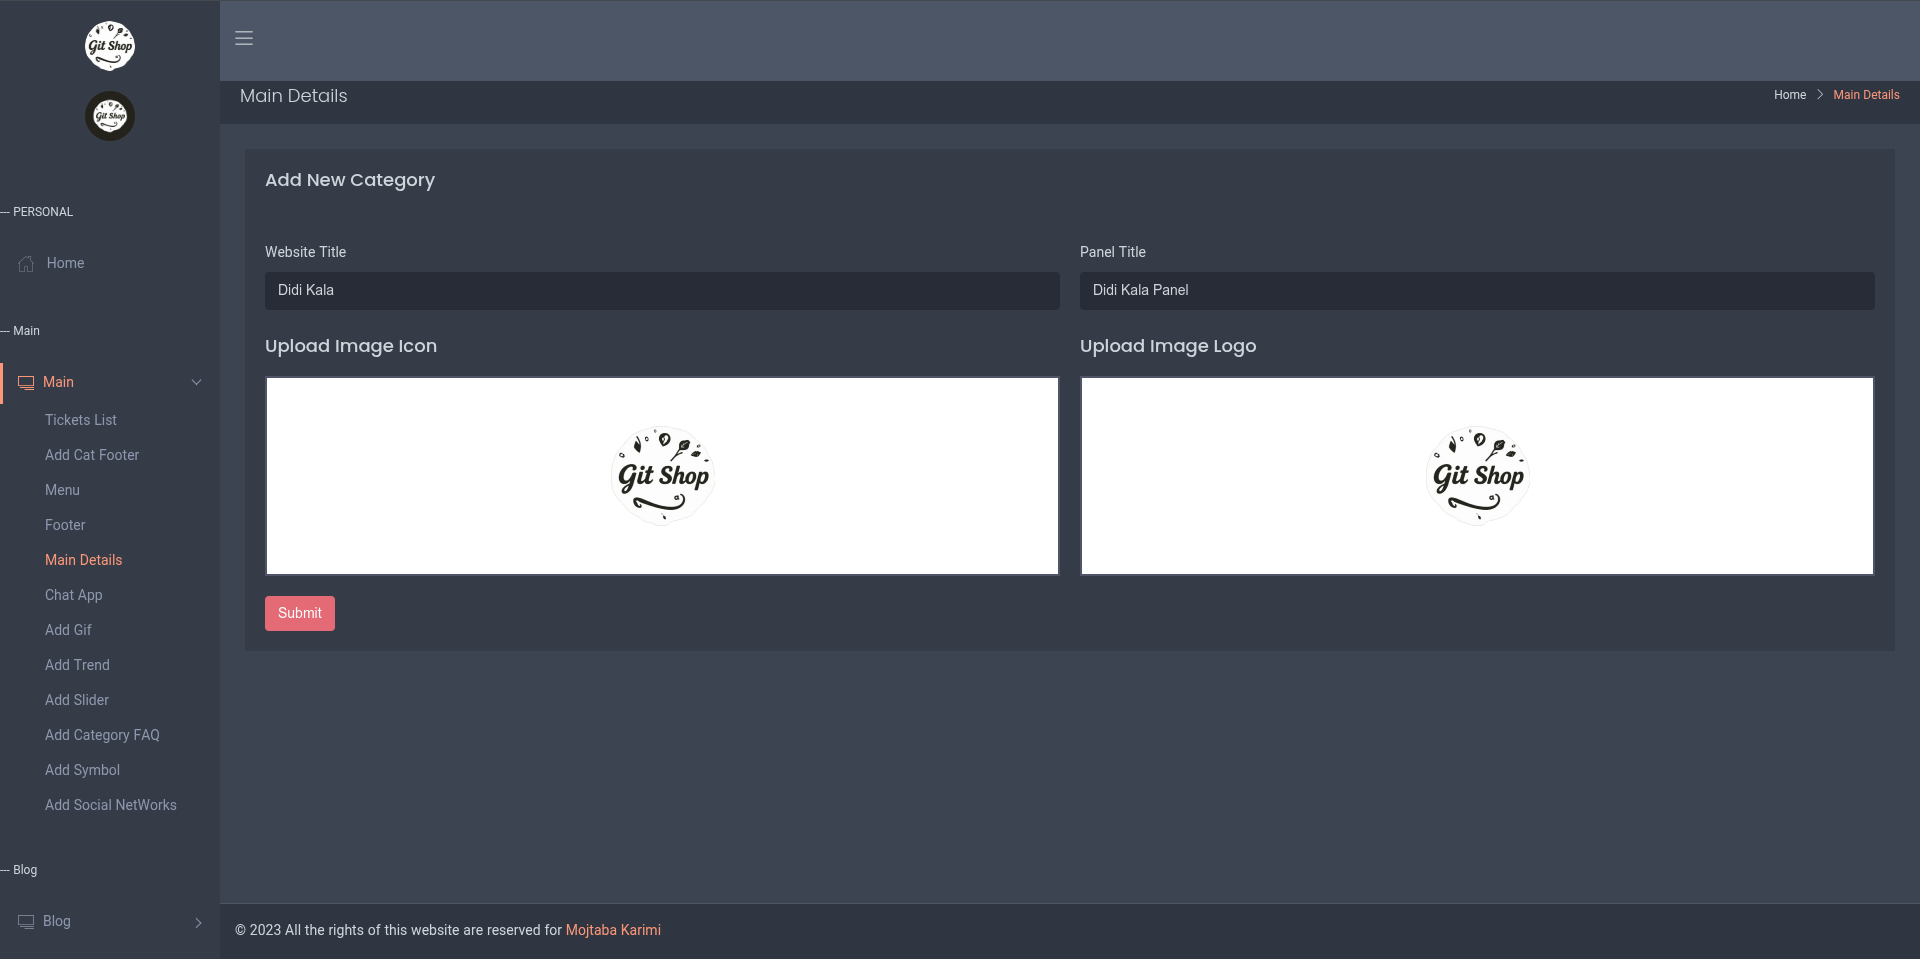 Git Shop
Git Shop
--- PERSONAL
Home
--- Main
Main
Tickets List
Add Cat Footer
Menu
Footer
Main Details
Chat App
Add Gif
Add Trend
Add Slider
Add Category FAQ
Add Symbol
Add Social NetWorks
--- Blog
Blog
Main Details
Home > Main Details
Add New Category
Website Title
Didi Kala
Panel Title
Didi Kala Panel
Upload Image Icon
Git Shop
Upload Image Logo
Git Shop
Submit
© 2023 All the rights of this website are reserved for Mojtaba Karimi